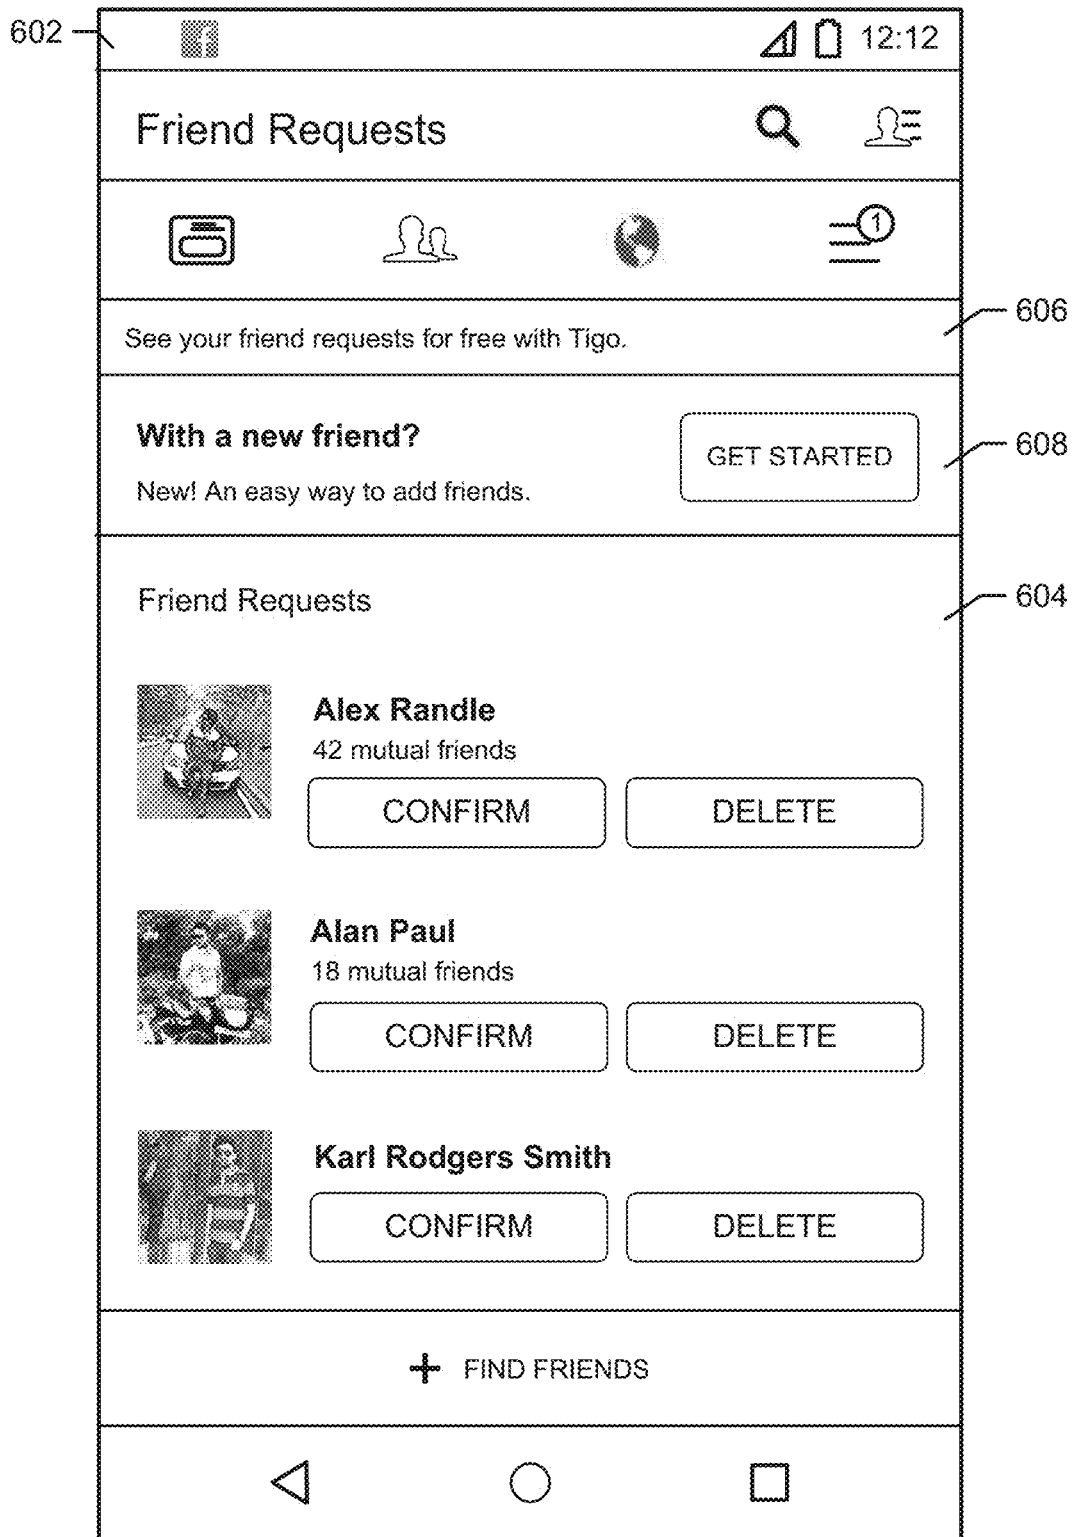 602
f
12:12
Friend Requests
1
606
See your friend requests for free with Tigo.
With a new friend?
GET STARTED
608
New! An easy way to add friends.
Friend Requests
604
Alex Randle
42 mutual friends
CONFIRM DELETE
Alan Paul
18 mutual friends
CONFIRM DELETE
Karl Rodgers Smith
CONFIRM DELETE
+ FIND FRIENDS